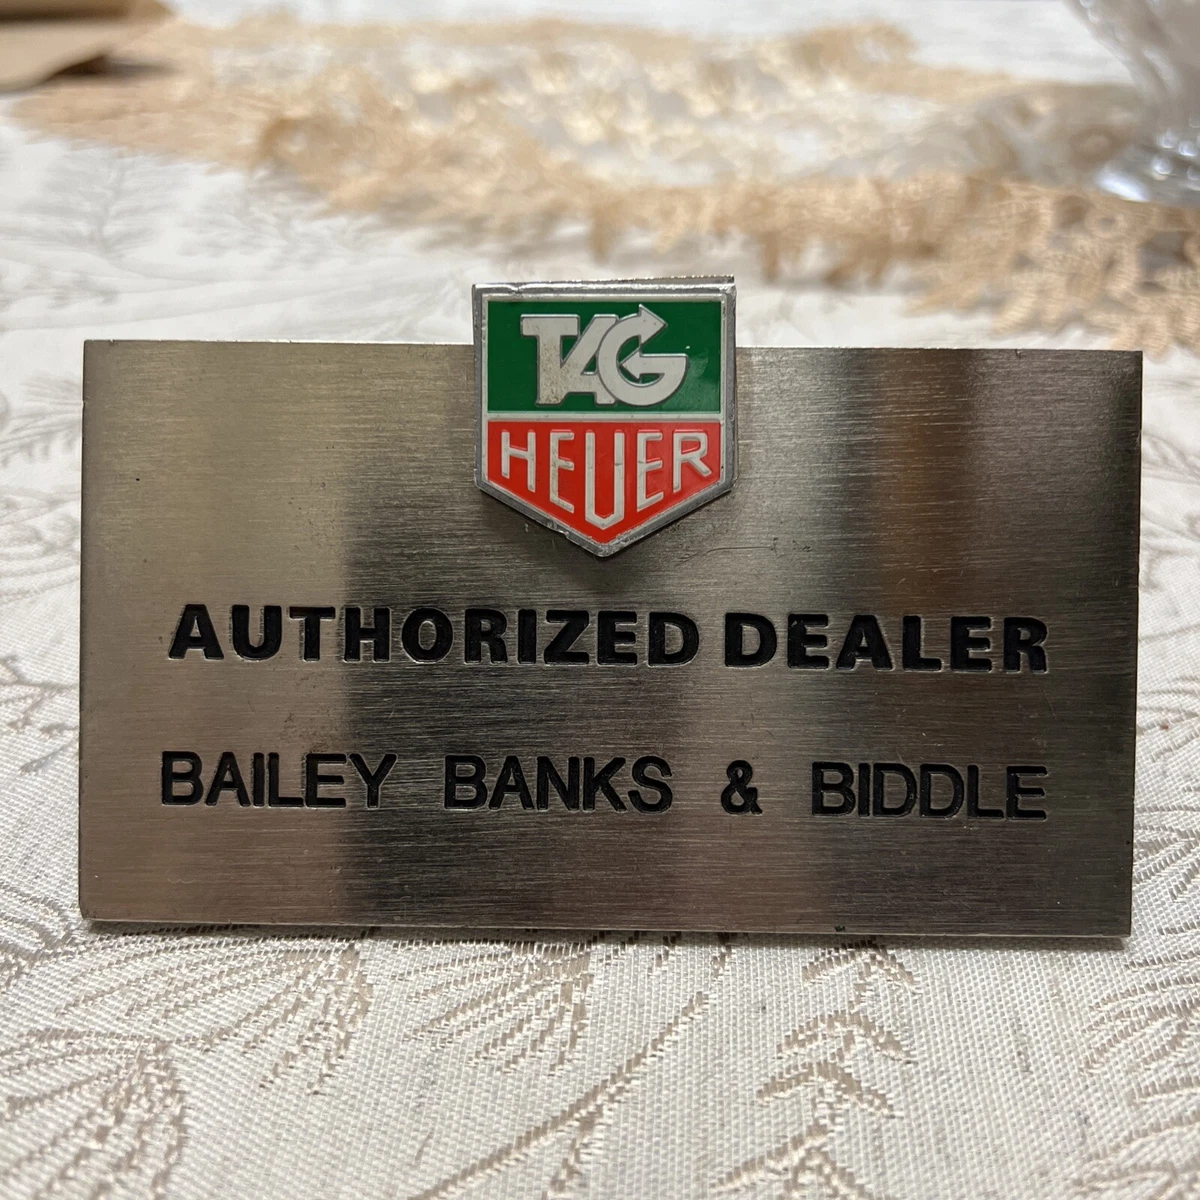 TAG
HEUER
AUTHORIZED DEALER
BAILEY BANKS & BIDDLE